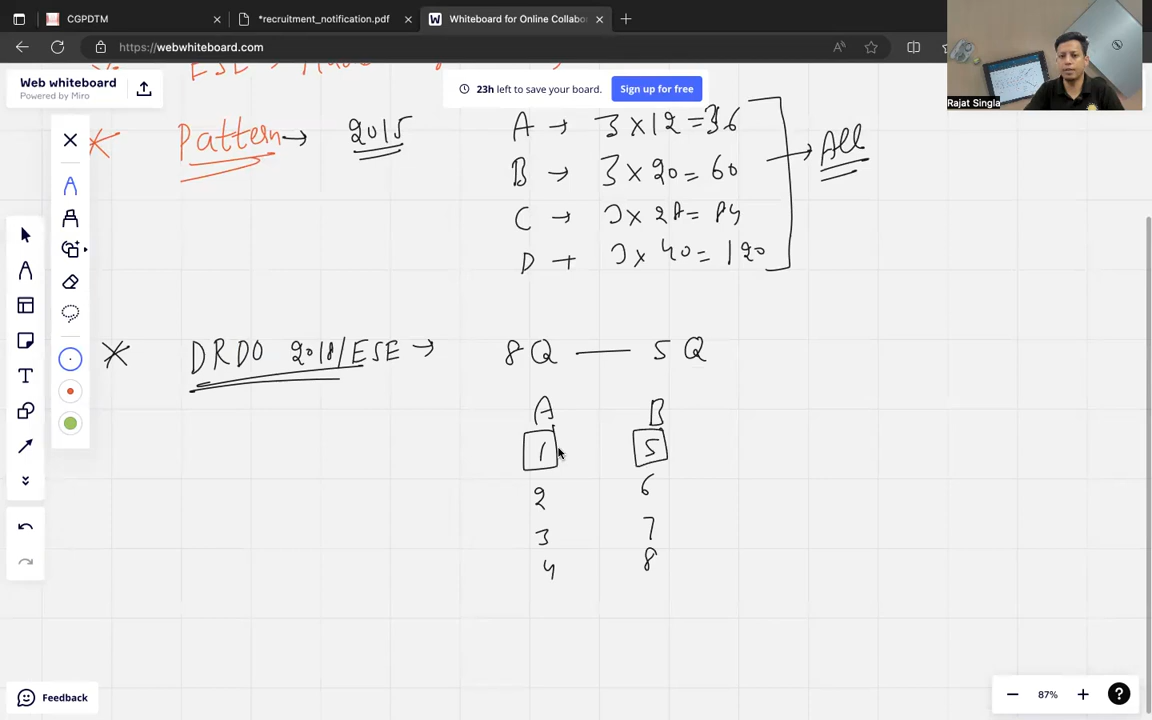 CGPDTM
*recruitment_notification.pdf
Whiteboard for Online Collabo
https://webwhiteboard.com
Web whiteboard
Powered by Miro
23h left to save your board.
Sign up for free
Rajat Singla
* Pattern → 2015
A → 3 x 12 = 36
B → 3 x 20 = 60
C → 3 x 28 = 84
D → 3 x 40 = 120
→ All
* DRDO 2018/ESE → 8Q — 5Q
A B
1 5
2 6
3 7
4 8
Feedback
87%